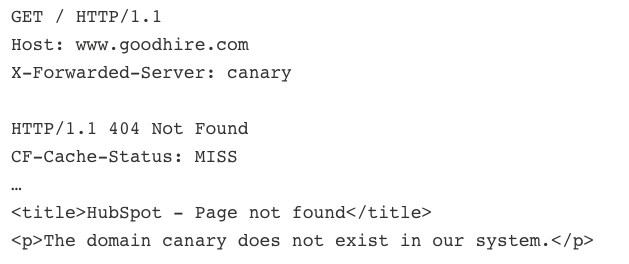 GET / HTTP/1.1
Host: www.goodhire.com
X-Forwarded-Server: canary

HTTP/1.1 404 Not Found
CF-Cache-Status: MISS
…
<title>HubSpot - Page not found</title>
<p>The domain canary does not exist in our system.</p>